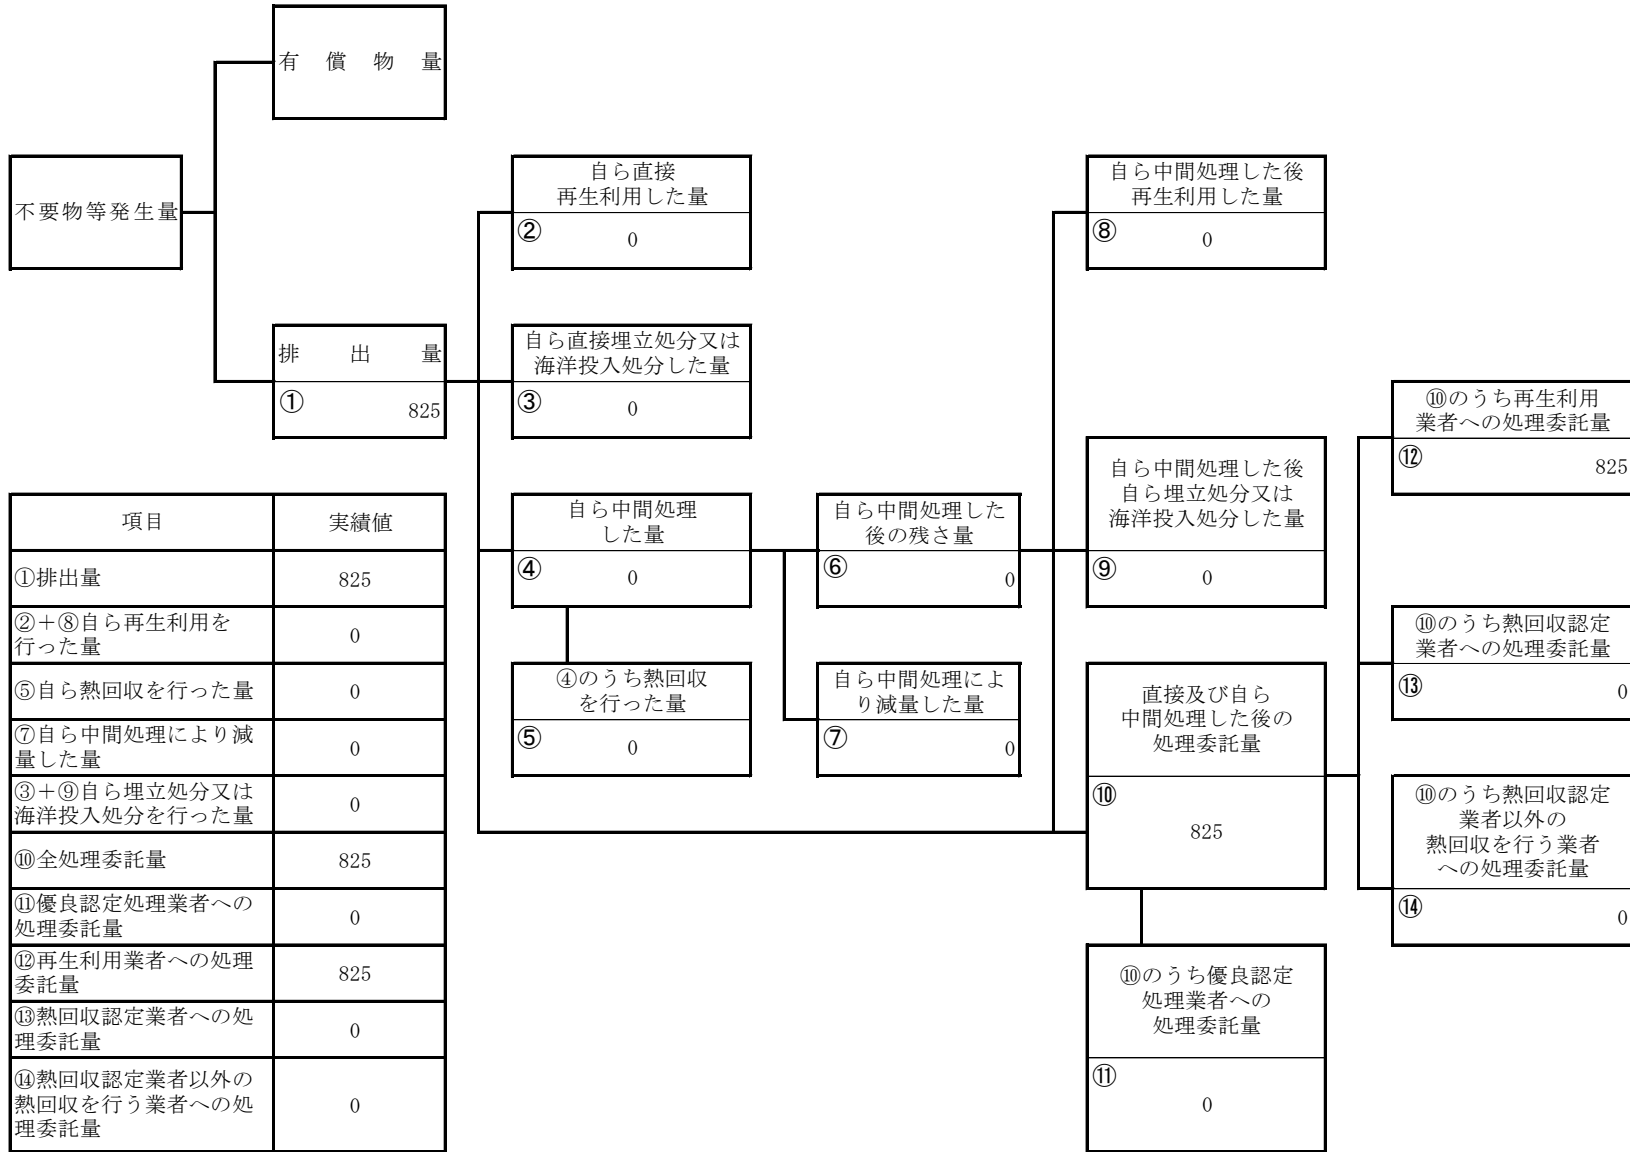 有償物量
不要物等発生量
排出量
① 825
自ら直接
再生利用した量
② 0
自ら直接埋立処分又は
海洋投入処分した量
③ 0
自ら中間処理
した量
④ 0
④のうち熱回収
を行った量
⑤ 0
自ら中間処理した
後の残さ量
⑥ 0
自ら中間処理によ
り減量した量
⑦ 0
自ら中間処理した後
再生利用した量
⑧ 0
自ら中間処理した後
自ら埋立処分又は
海洋投入処分した量
⑨ 0
直接及び自ら
中間処理した後の
処理委託量
⑩
825
⑩のうち優良認定
処理業者への
処理委託量
⑪
0
⑩のうち再生利用
業者への処理委託量
⑫ 825
⑩のうち熱回収認定
業者への処理委託量
⑬ 0
⑩のうち熱回収認定
業者以外の
熱回収を行う業者
への処理委託量
⑭ 0
項目 実績値
①排出量 825
②＋⑧自ら再生利用を
行った量 0
⑤自ら熱回収を行った量 0
⑦自ら中間処理により減
量した量 0
③＋⑨自ら埋立処分又は
海洋投入処分を行った量 0
⑩全処理委託量 825
⑪優良認定処理業者への
処理委託量 0
⑫再生利用業者への処理
委託量 825
⑬熱回収認定業者への処
理委託量 0
⑭熱回収認定業者以外の
熱回収を行う業者への処
理委託量 0